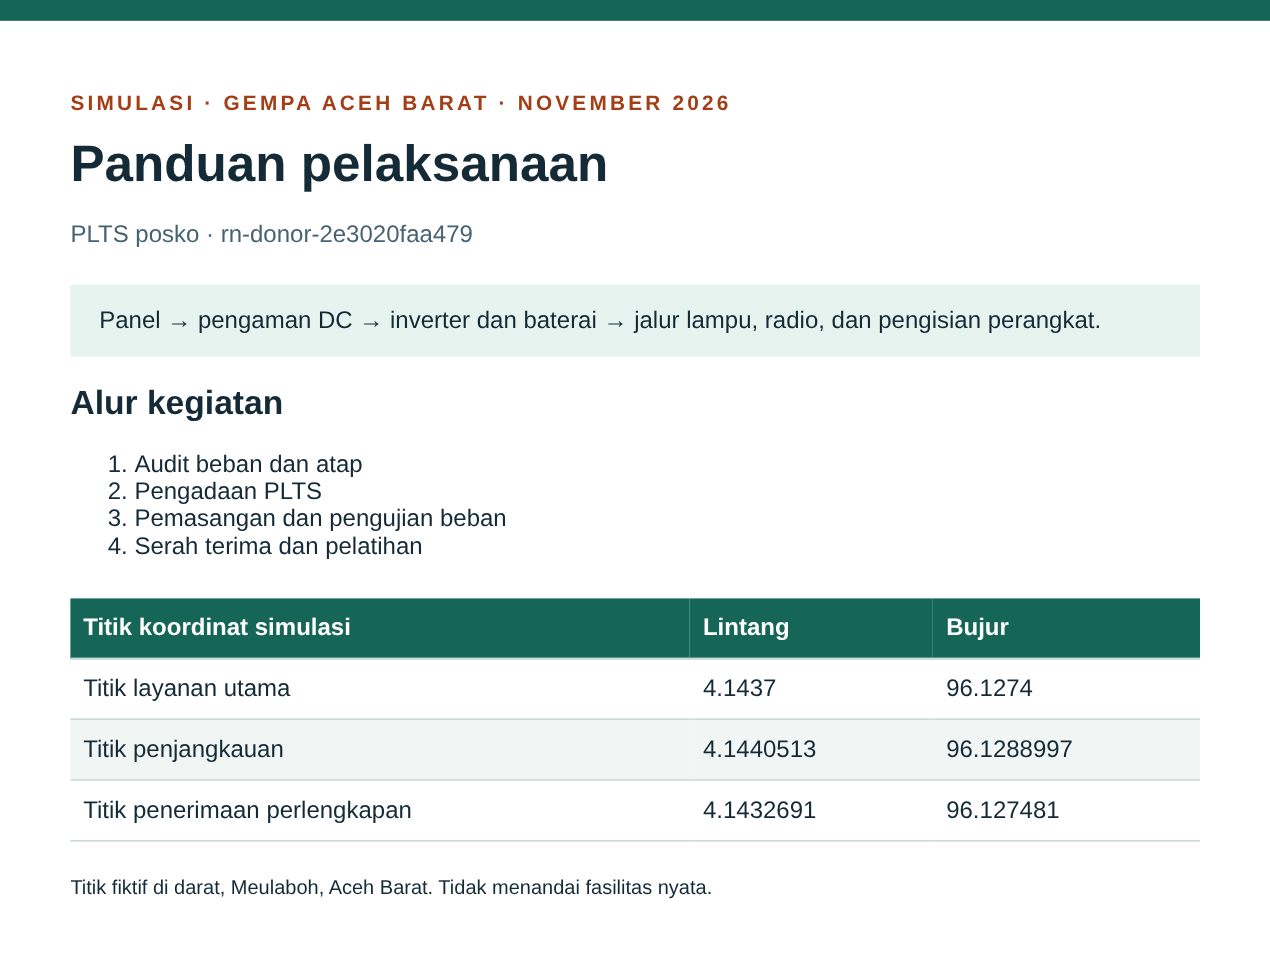 SIMULASI · GEMPA ACEH BARAT · NOVEMBER 2026
Panduan pelaksanaan
PLTS posko · rn-donor-2e3020faa479
Panel → pengaman DC → inverter dan baterai → jalur lampu, radio, dan pengisian perangkat.
Alur kegiatan
1. Audit beban dan atap
2. Pengadaan PLTS
3. Pemasangan dan pengujian beban
4. Serah terima dan pelatihan
Titik koordinat simulasi Lintang Bujur
Titik layanan utama 4.1437 96.1274
Titik penjangkauan 4.1440513 96.1288997
Titik penerimaan perlengkapan 4.1432691 96.127481
Titik fiktif di darat, Meulaboh, Aceh Barat. Tidak menandai fasilitas nyata.